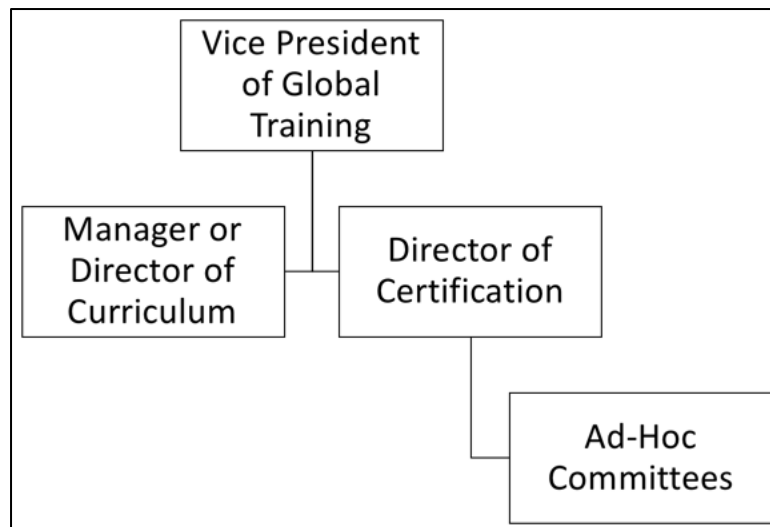 Vice President
of Global
Training
Manager or
Director of
Curriculum
Director of
Certification
Ad-Hoc
Committees